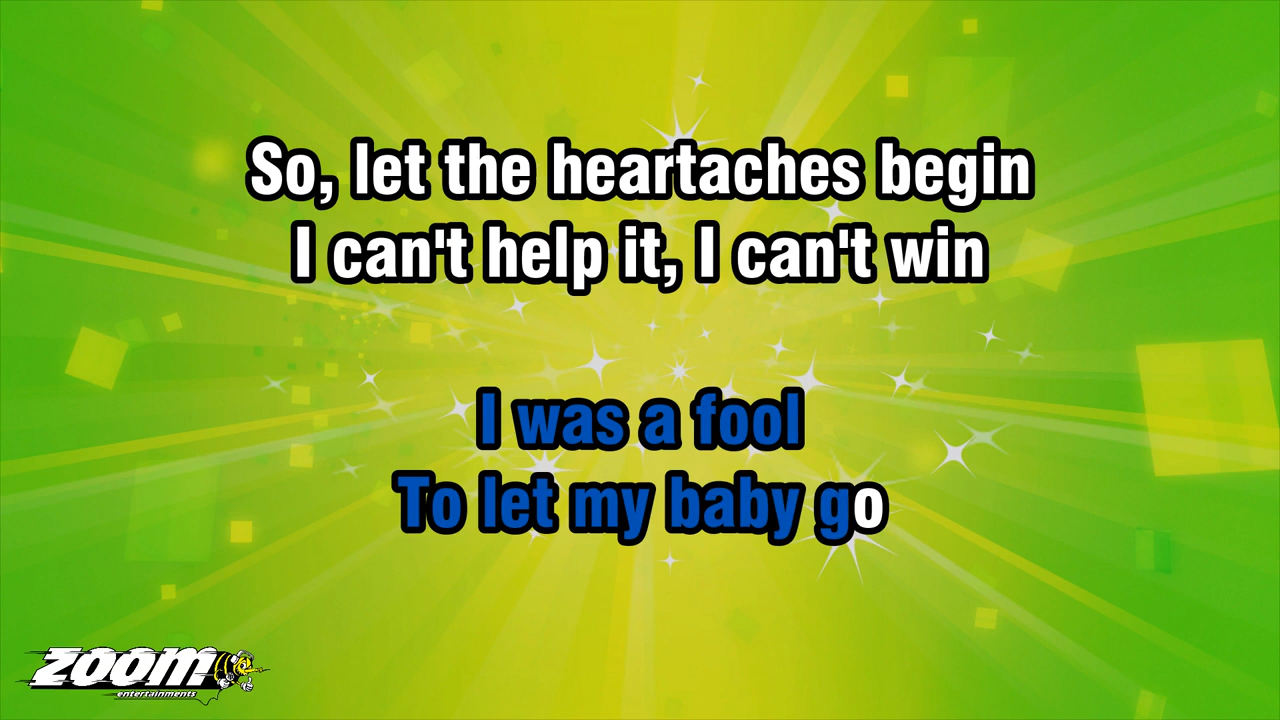 So, let the heartaches begin
I can't help it, I can't win
I was a fool
To let my baby go
ZOOM
entertainments